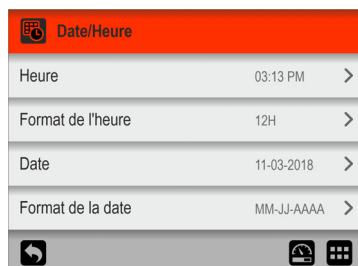 Date/Heure
Heure 03:13 PM
Format de l'heure 12H
Date 11-03-2018
Format de la date MM-JJ-AAAA